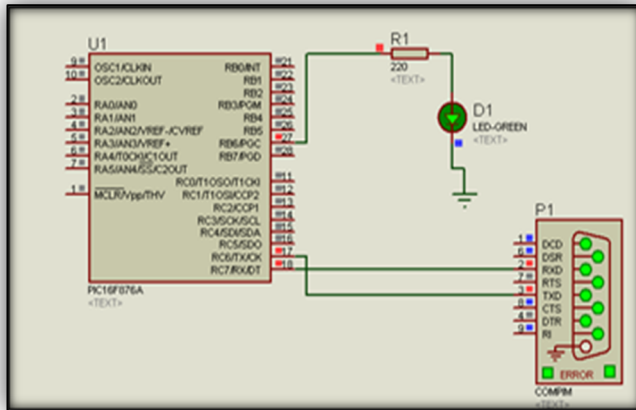 U1
9 OSC1/CLKIN
10 OSC2/CLKOUT
2 RA0/AN0
3 RA1/AN1
4 RA2/AN2/VREF-/CVREF
5 RA3/AN3/VREF+
6 RA4/T0CKI/C1OUT
7 RA5/AN4/SS/C2OUT
1 MCLR/Vpp/THV
RB0/INT 21
RB1 22
RB2 23
RB3/PGM 24
RB4 25
RB5 26
RB6/PGC 27
RB7/PGD 28
RC0/T1OSO/T1CKI 11
RC1/T1OSI/CCP2 12
RC2/CCP1 13
RC3/SCK/SCL 14
RC4/SDI/SDA 15
RC5/SDO 16
RC6/TX/CK 17
RC7/RX/DT 18
PIC16F876A
<TEXT>
R1
220
<TEXT>
D1
LED-GREEN
<TEXT>
P1
1 DCD
6 DSR
2 RXD
7 RTS
3 TXD
8 CTS
4 DTR
9 RI
ERROR
COMPIM
<TEXT>